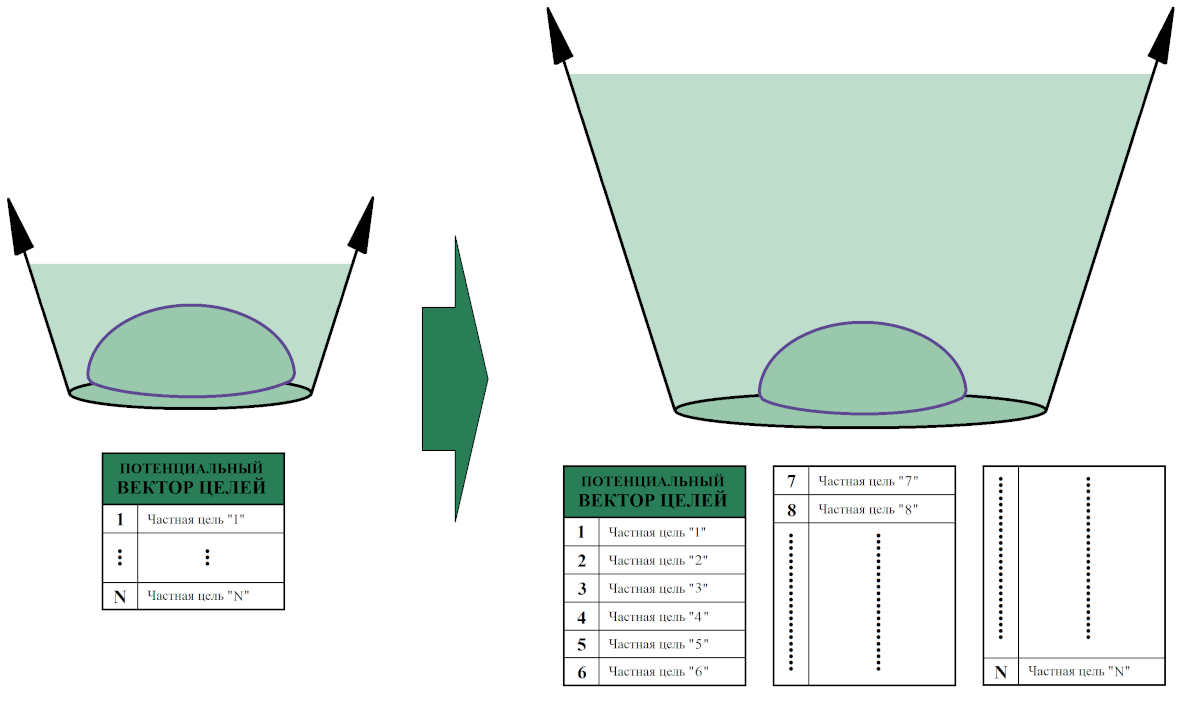 ПОТЕНЦИАЛЬНЫЙ
ВЕКТОР ЦЕЛЕЙ
1 Частная цель "1"
N Частная цель "N"
ПОТЕНЦИАЛЬНЫЙ
ВЕКТОР ЦЕЛЕЙ
1 Частная цель "1"
2 Частная цель "2"
3 Частная цель "3"
4 Частная цель "4"
5 Частная цель "5"
6 Частная цель "6"
7 Частная цель "7"
8 Частная цель "8"
N Частная цель "N"